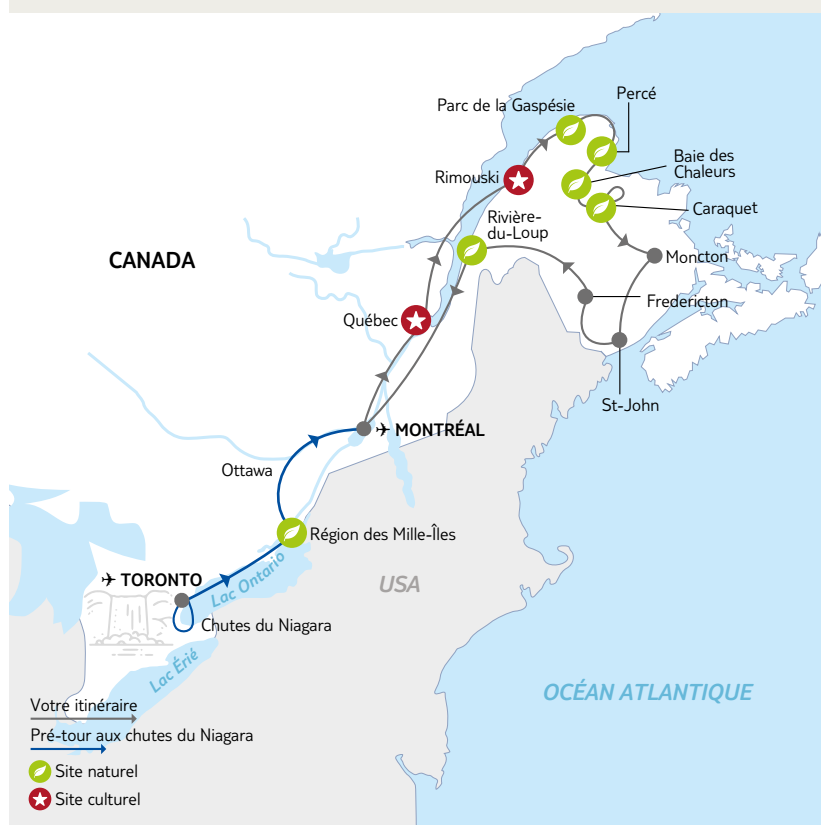 Parc de la Gaspésie
Percé
Baie des
Chaleurs
Rimouski
Caraquet
Rivière-
du-Loup
CANADA
Moncton
Fredericton
Québec
St-John
MONTRÉAL
Ottawa
Région des Mille-Îles
TORONTO
Lac Ontario
USA
Chutes du Niagara
Lac Érié
OCÉAN ATLANTIQUE
Votre itinéraire
Pré-tour aux chutes du Niagara
Site naturel
Site culturel